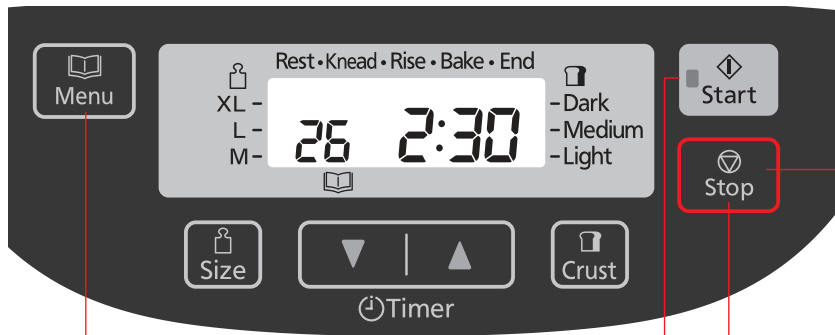 Menu
Rest • Knead • Rise • Bake • End
XL –
L –
M –
26
2:30
– Dark
– Medium
– Light
Start
Stop
Size
Crust
Timer